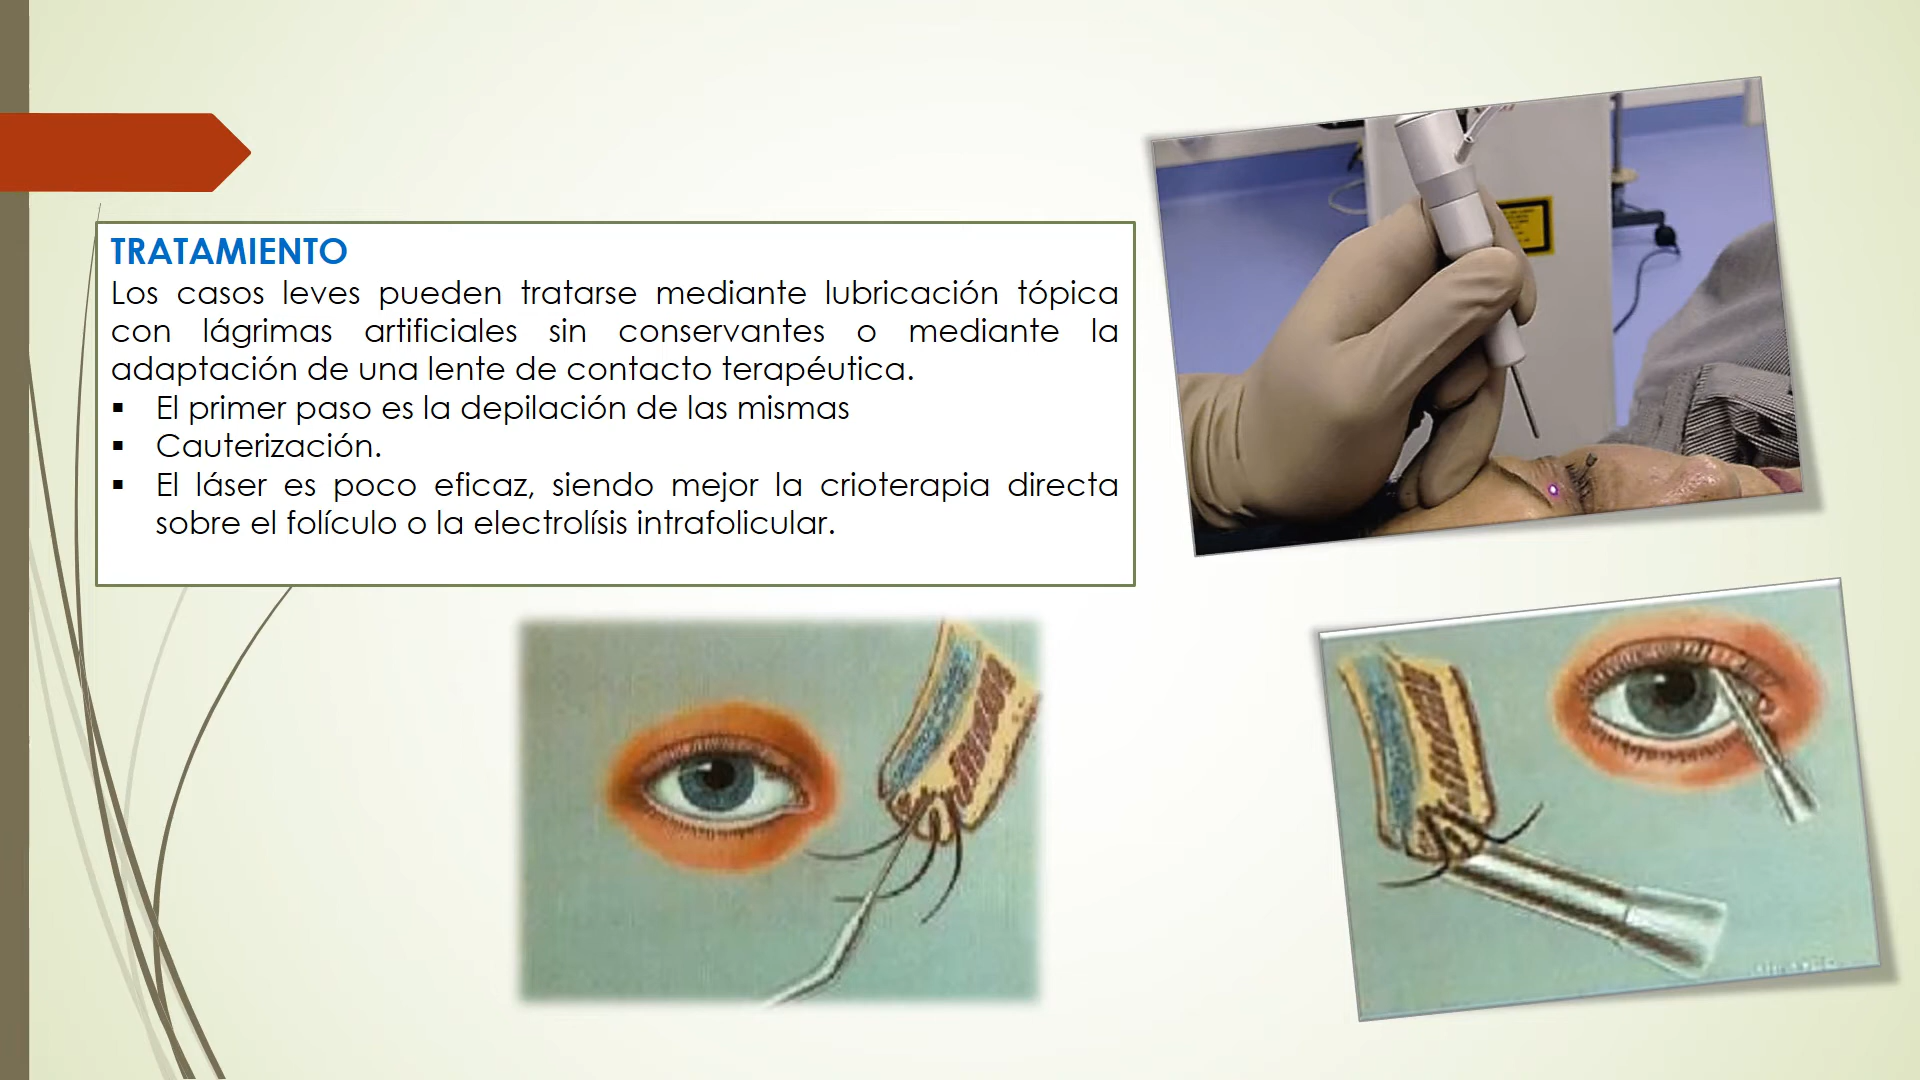 TRATAMIENTO
Los casos leves pueden tratarse mediante lubricación tópica
con lágrimas artificiales sin conservantes o mediante la
adaptación de una lente de contacto terapéutica.
▪ El primer paso es la depilación de las mismas
▪ Cauterización.
▪ El láser es poco eficaz, siendo mejor la crioterapia directa
sobre el folículo o la electrolísis intrafolicular.